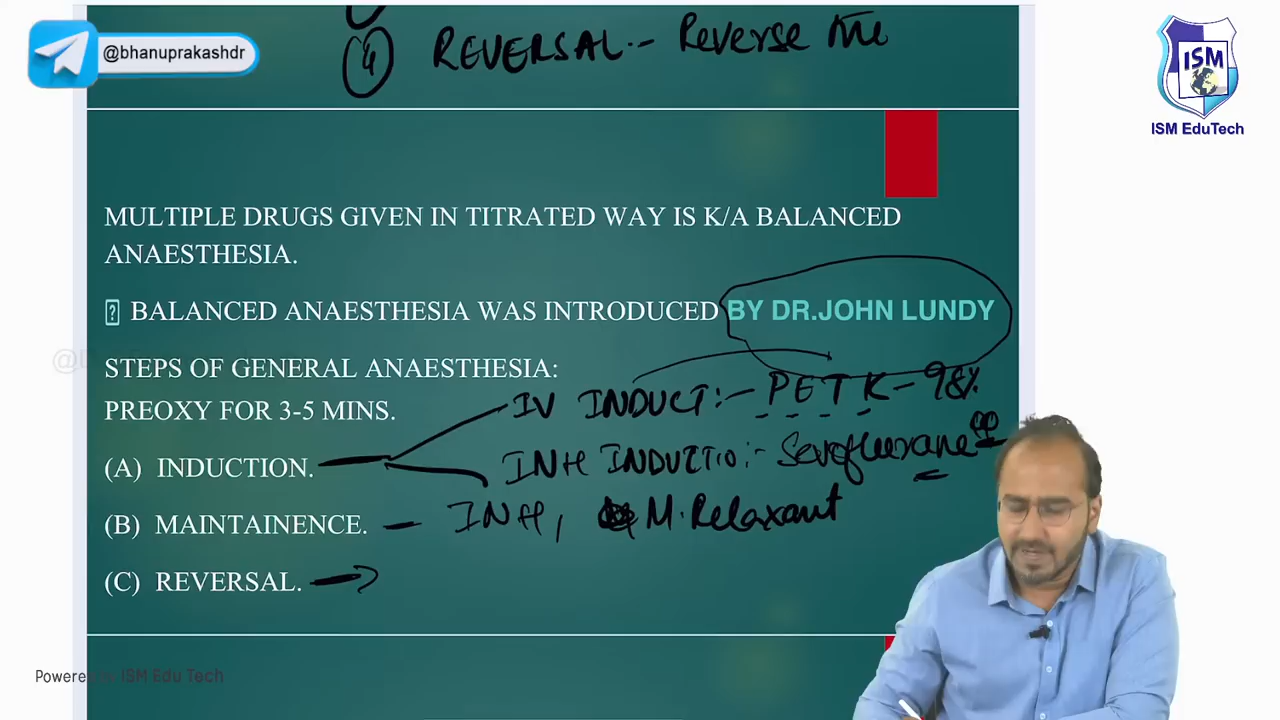 @bhanuprakashdr
④ REVERSAL:- Reverse the
ISM
ISM EduTech
MULTIPLE DRUGS GIVEN IN TITRATED WAY IS K/A BALANCED
ANAESTHESIA.
BALANCED ANAESTHESIA WAS INTRODUCED BY DR.JOHN LUNDY
STEPS OF GENERAL ANAESTHESIA:
IV INDUCT:- PETK- 98%
PREOXY FOR 3-5 MINS.
INH INDUCTIO:- Sevoflurane
(A) INDUCTION.
(B) MAINTAINENCE. - INH, M.Relaxant
(C) REVERSAL. →
Powered by ISM Edu Tech